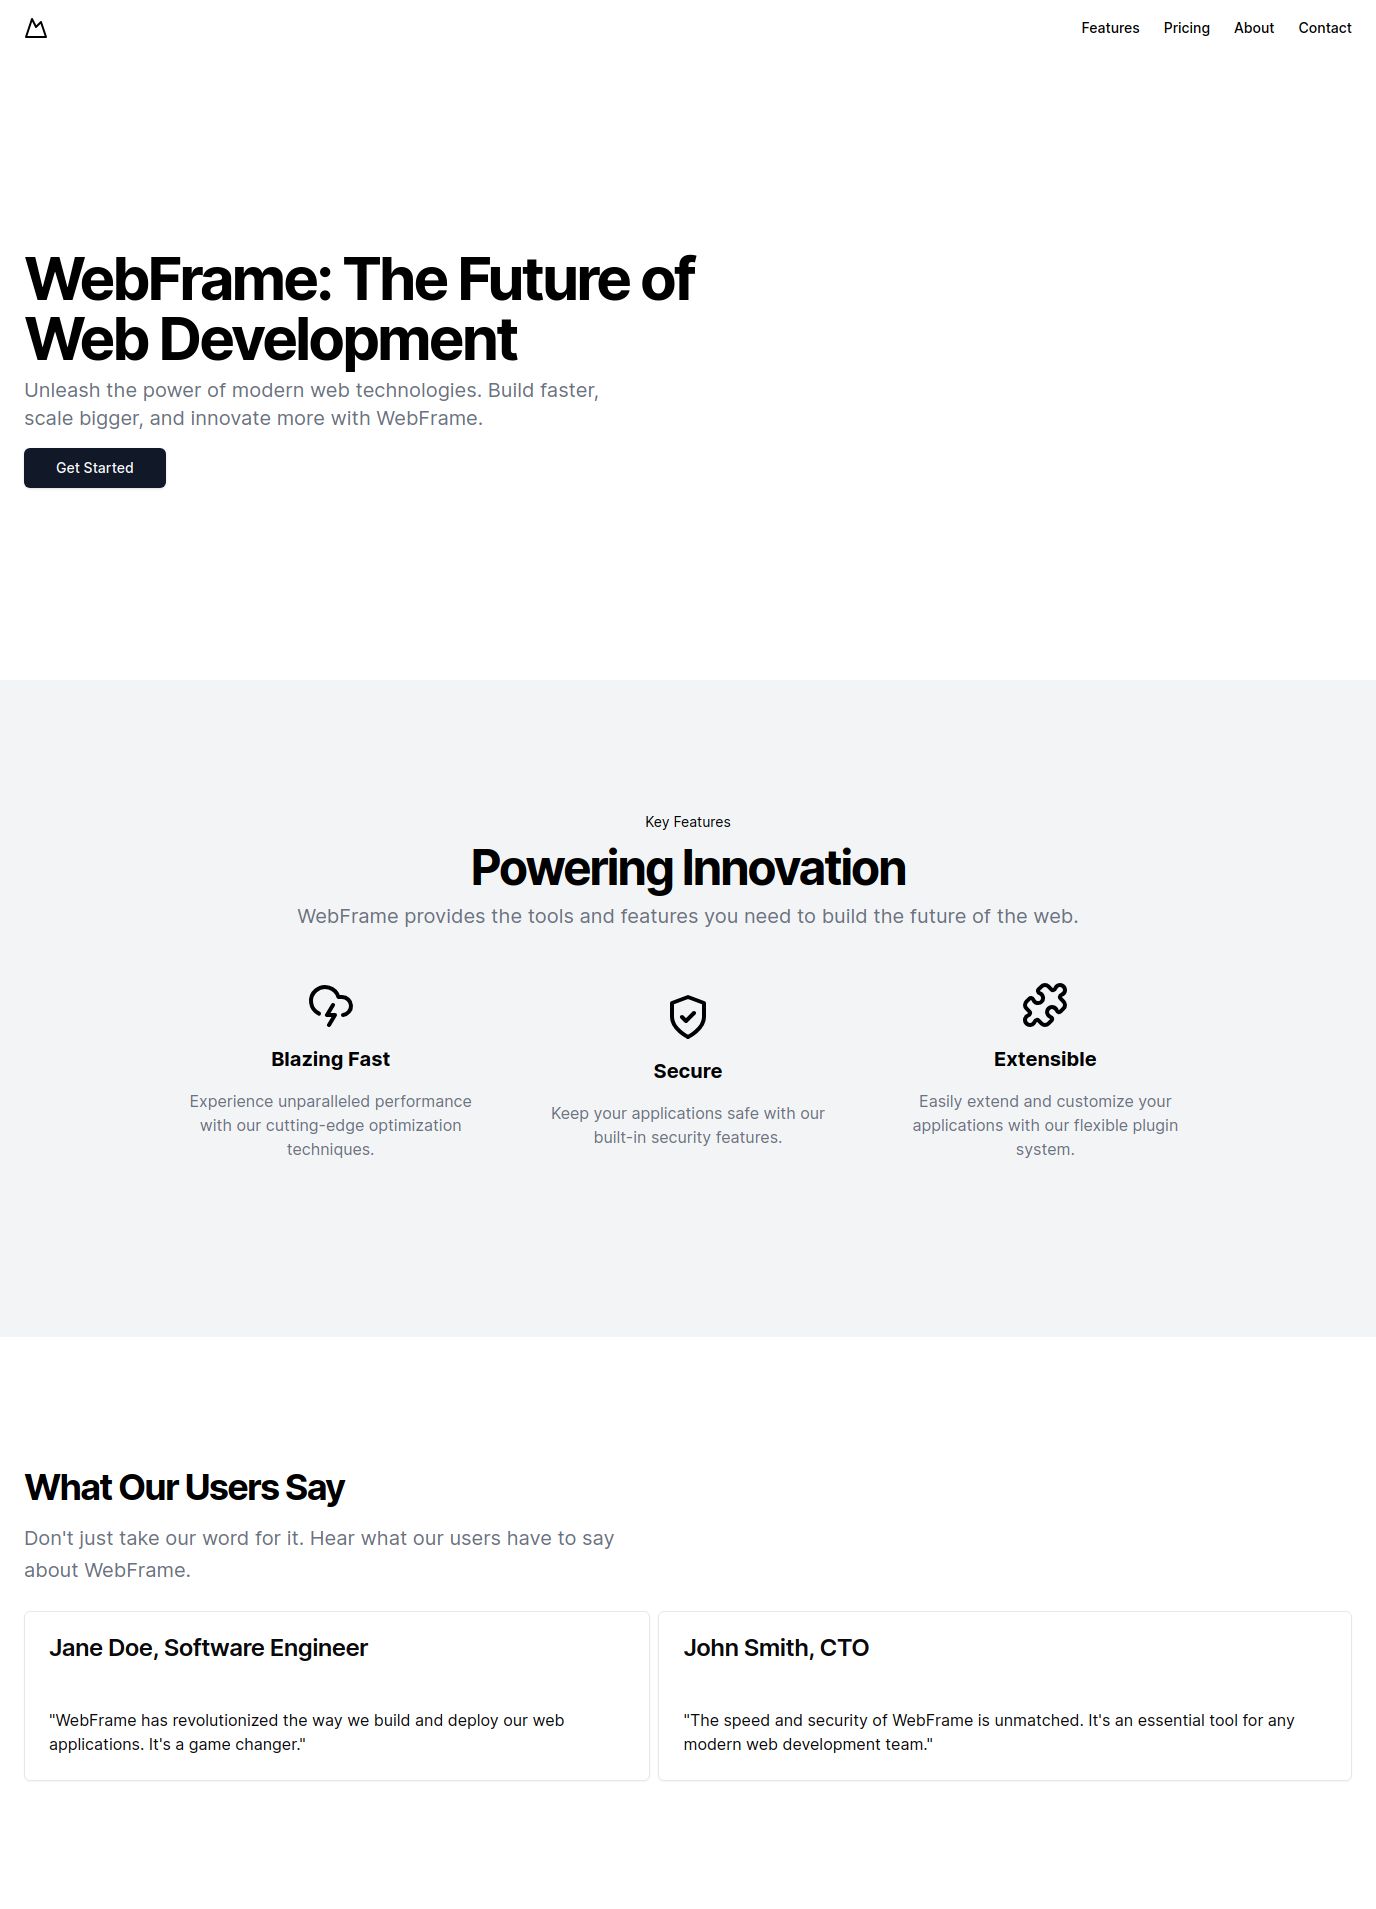 Features Pricing About Contact
WebFrame: The Future of
Web Development
Unleash the power of modern web technologies. Build faster,
scale bigger, and innovate more with WebFrame.
Get Started
Key Features
Powering Innovation
WebFrame provides the tools and features you need to build the future of the web.
Blazing Fast
Experience unparalleled performance
with our cutting-edge optimization
techniques.
Secure
Keep your applications safe with our
built-in security features.
Extensible
Easily extend and customize your
applications with our flexible plugin
system.
What Our Users Say
Don't just take our word for it. Hear what our users have to say
about WebFrame.
Jane Doe, Software Engineer
"WebFrame has revolutionized the way we build and deploy our web
applications. It's a game changer."
John Smith, CTO
"The speed and security of WebFrame is unmatched. It's an essential tool for any
modern web development team."